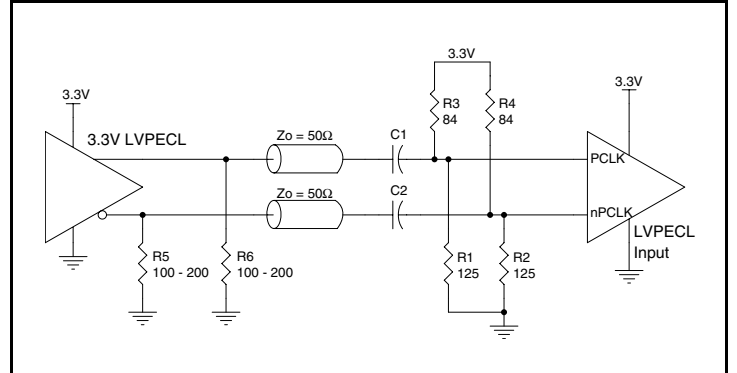 3.3V
3.3V
3.3V
3.3V LVPECL
R3
84
R4
84
Zo = 50Ω
C1
PCLK
Zo = 50Ω
C2
nPCLK
LVPECL
Input
R5
100 - 200
R6
100 - 200
R1
125
R2
125